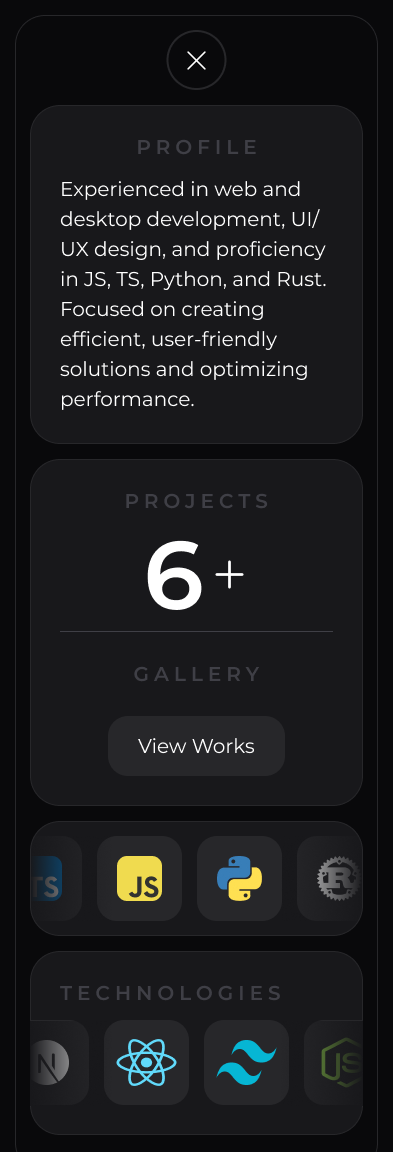 PROFILE
Experienced in web and
desktop development, UI/
UX design, and proficiency
in JS, TS, Python, and Rust.
Focused on creating
efficient, user-friendly
solutions and optimizing
performance.
PROJECTS
6+
GALLERY
View Works
TS JS R
TECHNOLOGIES
N JS